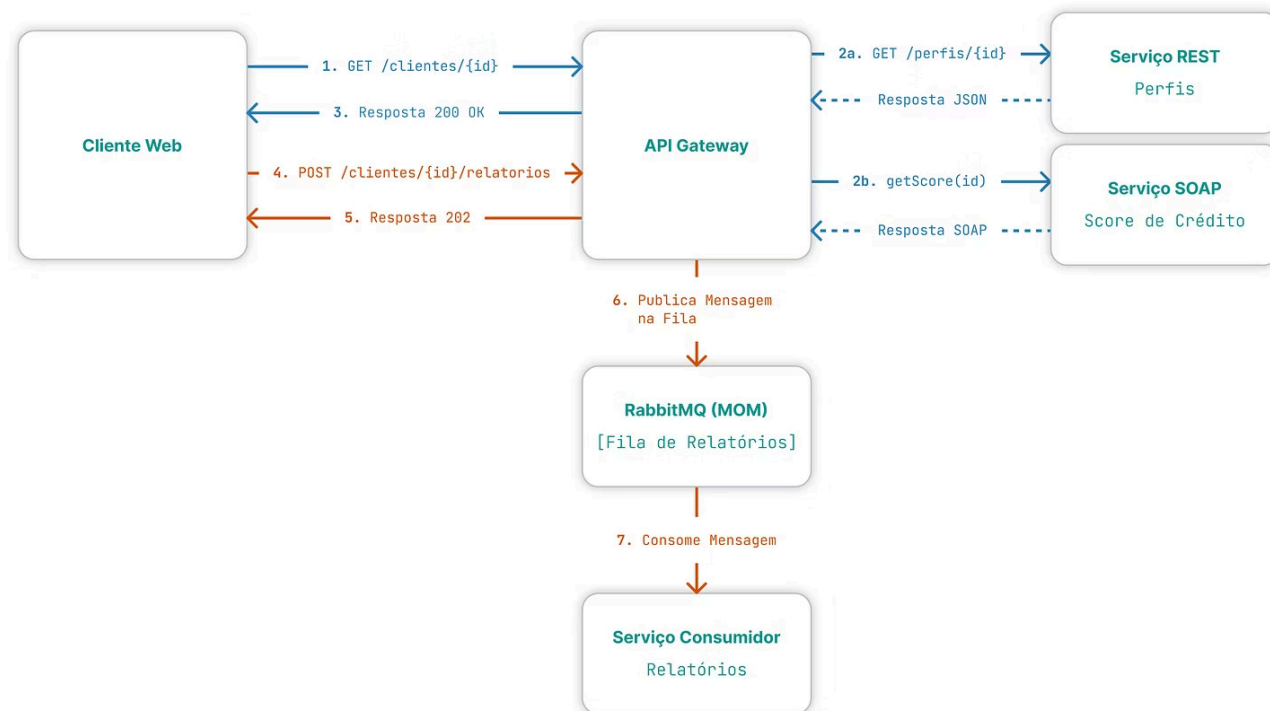 Cliente Web
1. GET /clientes/{id}
3. Resposta 200 OK
4. POST /clientes/{id}/relatorios
5. Resposta 202
API Gateway
2a. GET /perfis/{id}
Resposta JSON
2b. getScore(id)
Resposta SOAP
Serviço REST
Perfis
Serviço SOAP
Score de Crédito
6. Publica Mensagem
na Fila
RabbitMQ (MOM)
[Fila de Relatórios]
7. Consome Mensagem
Serviço Consumidor
Relatórios